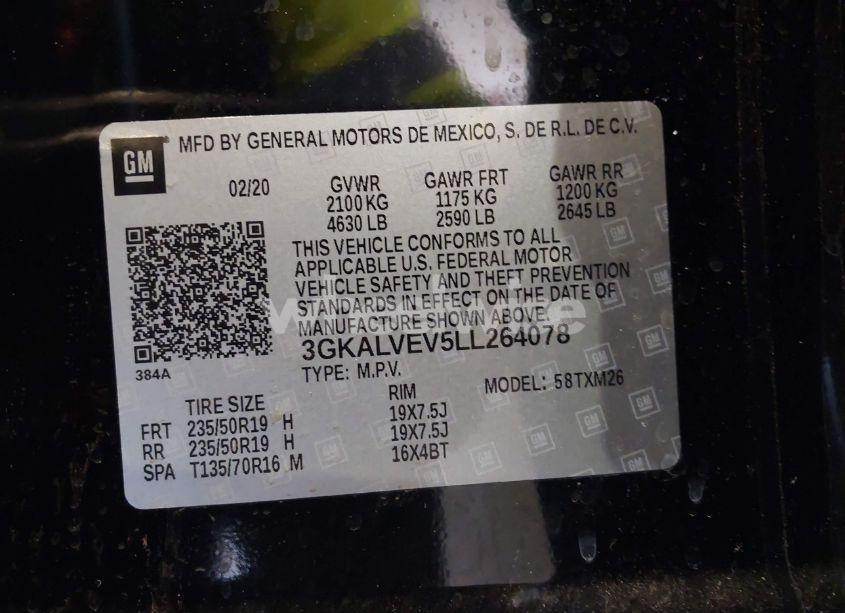 GM MFD BY GENERAL MOTORS DE MEXICO, S. DE R.L. DE C.V.
02/20 GVWR GAWR FRT GAWR RR
2100 KG 1175 KG 1200 KG
4630 LB 2590 LB 2645 LB
THIS VEHICLE CONFORMS TO ALL
APPLICABLE U.S. FEDERAL MOTOR
VEHICLE SAFETY AND THEFT PREVENTION
STANDARDS IN EFFECT ON THE DATE OF
MANUFACTURE SHOWN ABOVE.
3GKALVEV5LL264078
384A
TYPE: M.P.V. MODEL: 58TXM26
TIRE SIZE RIM
FRT 235/50R19 H 19X7.5J
RR 235/50R19 H 19X7.5J
SPA T135/70R16 M 16X4BT